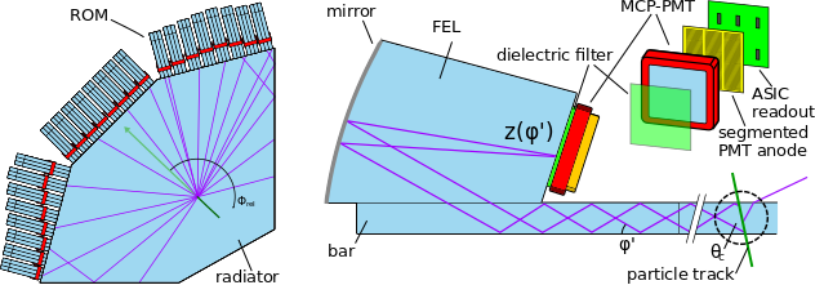 ROM
Φrel
radiator
mirror
FEL
MCP-PMT
dielectric filter
z(φ')
ASIC
readout
segmented
PMT anode
bar
φ'
θc
particle track